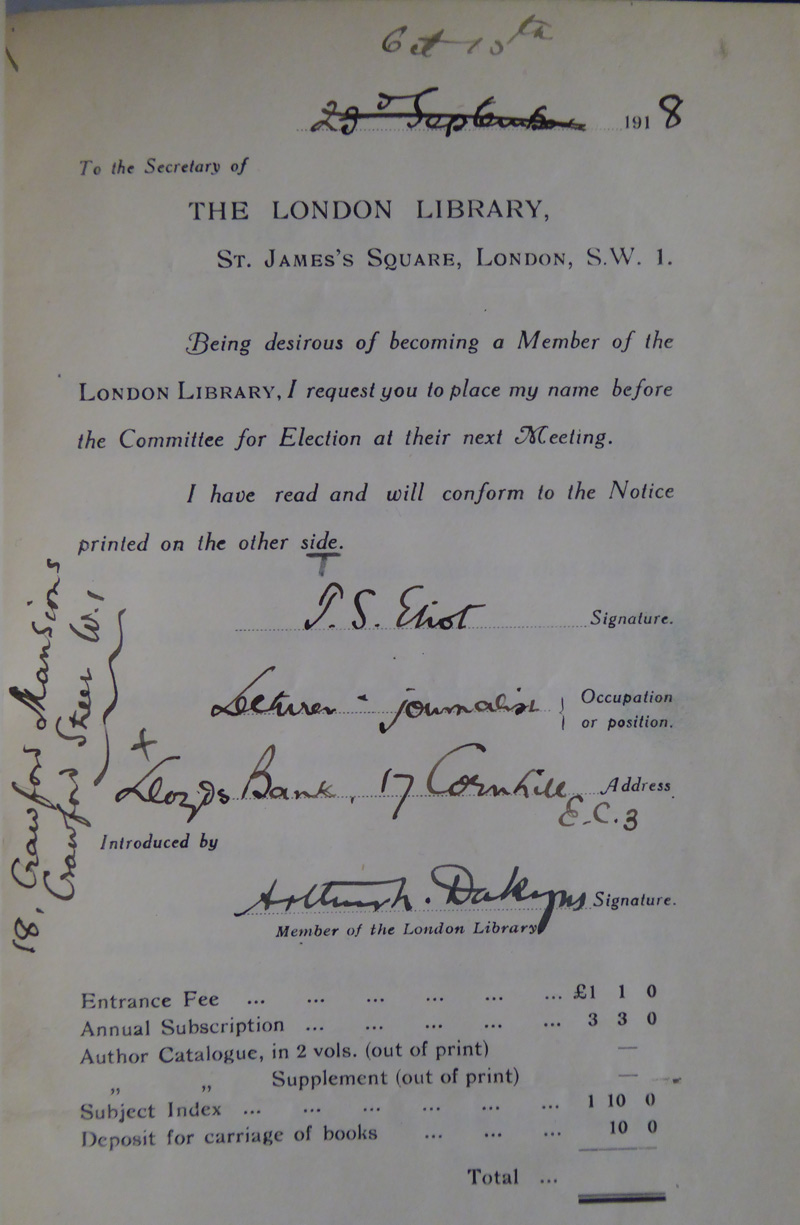 Oct 10th
23d September 1918
To the Secretary of
THE LONDON LIBRARY,
ST. JAMES'S SQUARE, LONDON, S.W. 1.
Being desirous of becoming a Member of the
LONDON LIBRARY, I request you to place my name before
the Committee for Election at their next Meeting.
I have read and will conform to the Notice
printed on the other side.
T
T. S. Eliot Signature.
Lecturer - journalist } Occupation
or position.
+
Lloyds Bank, 17 Cornhill, Address
E.C.3
18, Crawford Mansions
Crawford Street W.1
Introduced by
Arthur h. Dakyns Signature.
Member of the London Library
Entrance Fee ... ... ... ... ... ... £1 1 0
Annual Subscription ... ... ... ... ... 3 3 0
Author Catalogue, in 2 vols. (out of print) —
„ „ Supplement (out of print) —
Subject Index ... ... ... ... ... ... 1 10 0
Deposit for carriage of books ... ... ... 10 0
Total ...